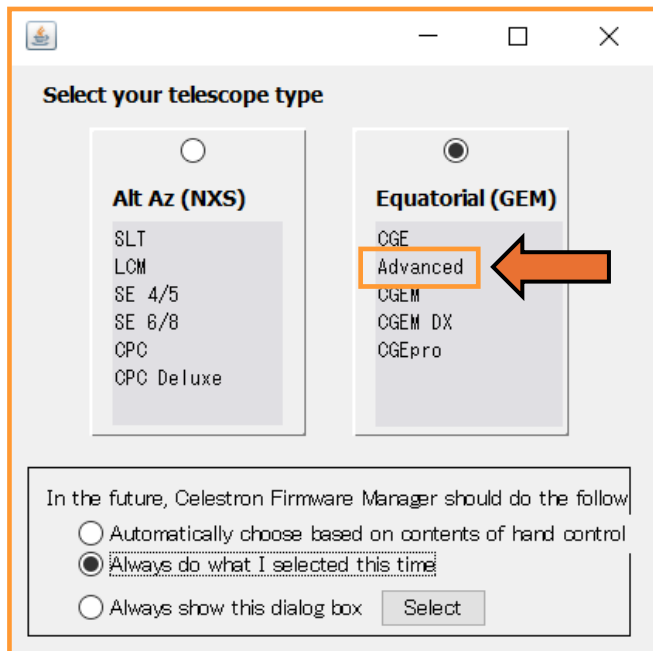 Select your telescope type
Alt Az (NXS)
SLT
LCM
SE 4/5
SE 6/8
CPC
CPC Deluxe
Equatorial (GEM)
CGE
Advanced
CGEM
CGEM DX
CGEpro
In the future, Celestron Firmware Manager should do the follow
Automatically choose based on contents of hand control
Always do what I selected this time
Always show this dialog box Select